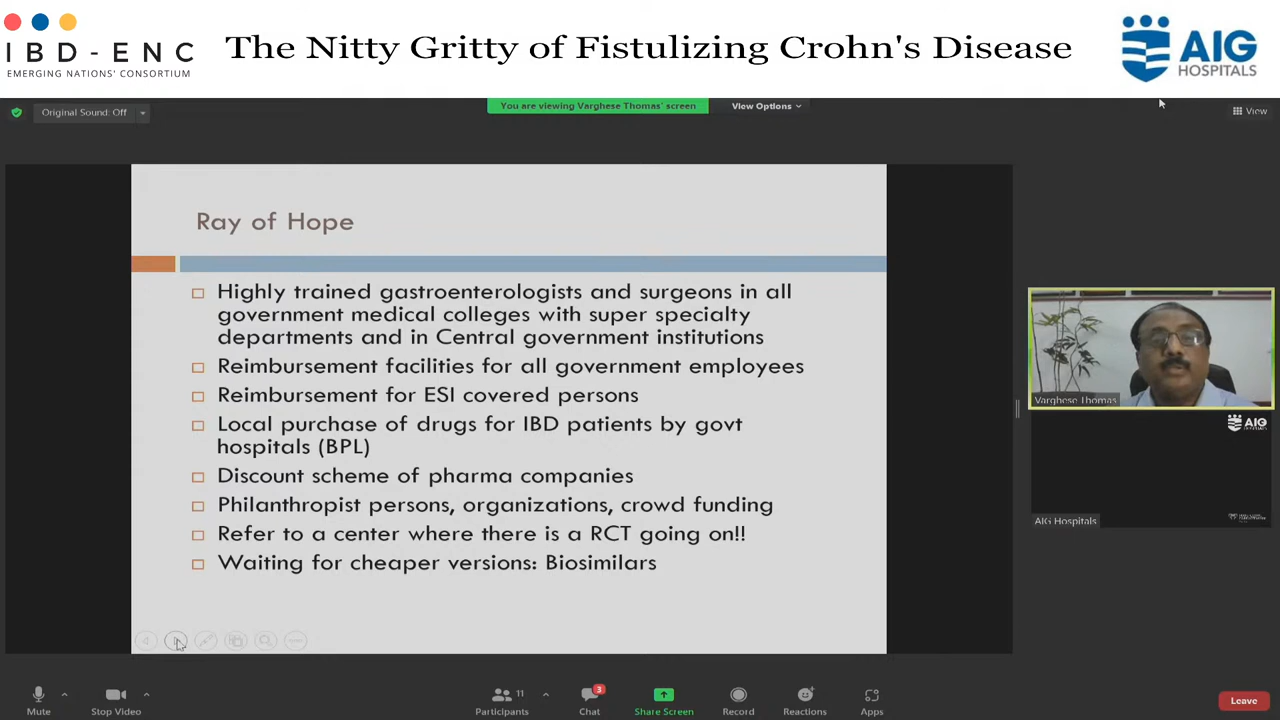 IBD-ENC
EMERGING NATIONS' CONSORTIUM
The Nitty Gritty of Fistulizing Crohn's Disease
AIG
HOSPITALS
Original Sound: Off
You are viewing Varghese Thomas' screen
View Options
View
Ray of Hope
Highly trained gastroenterologists and surgeons in all
government medical colleges with super specialty
departments and in Central government institutions
Reimbursement facilities for all government employees
Reimbursement for ESI covered persons
Local purchase of drugs for IBD patients by govt
hospitals (BPL)
Discount scheme of pharma companies
Philanthropist persons, organizations, crowd funding
Refer to a center where there is a RCT going on!!
Waiting for cheaper versions: Biosimilars
Varghese Thomas
AIG
AIG Hospitals
Mute
Stop Video
11
Participants
3
Chat
Share Screen
Record
Reactions
Apps
Leave